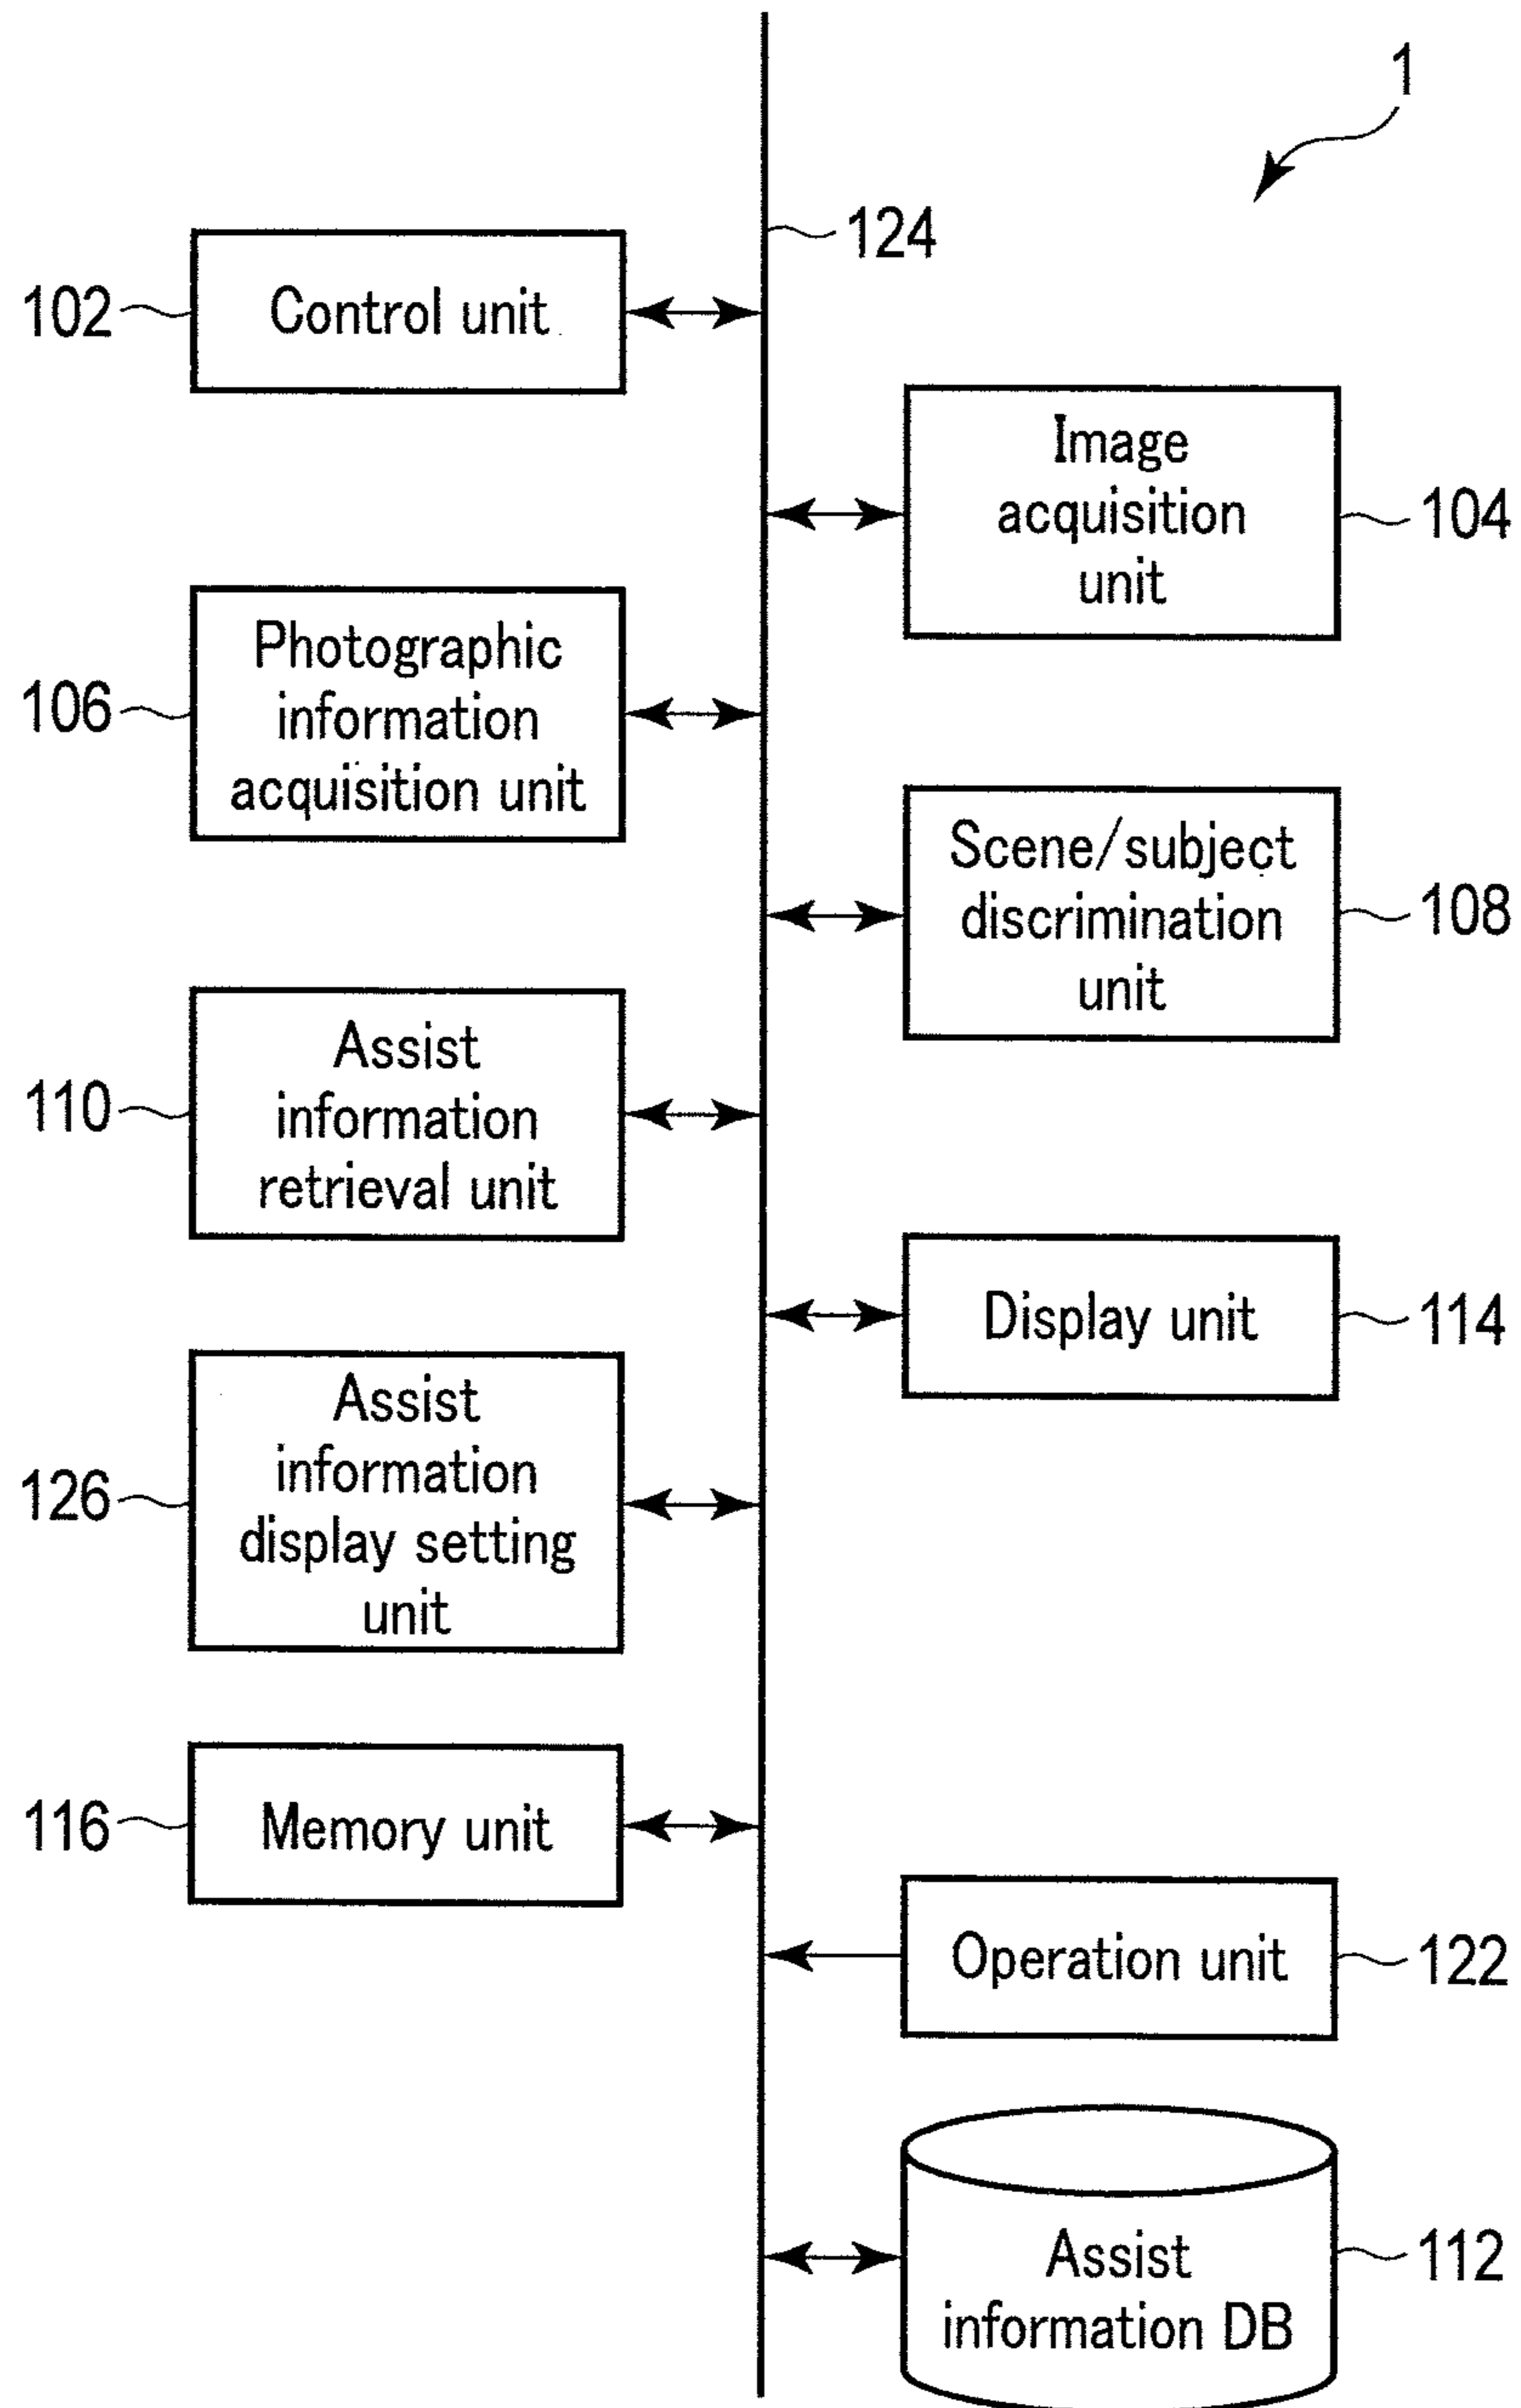 1
124
102
Control unit
Image
acquisition
unit
104
106
Photographic
information
acquisition unit
Scene/subject
discrimination
unit
108
110
Assist
information
retrieval unit
Display unit
114
126
Assist
information
display setting
unit
116
Memory unit
Operation unit
122
Assist
information DB
112